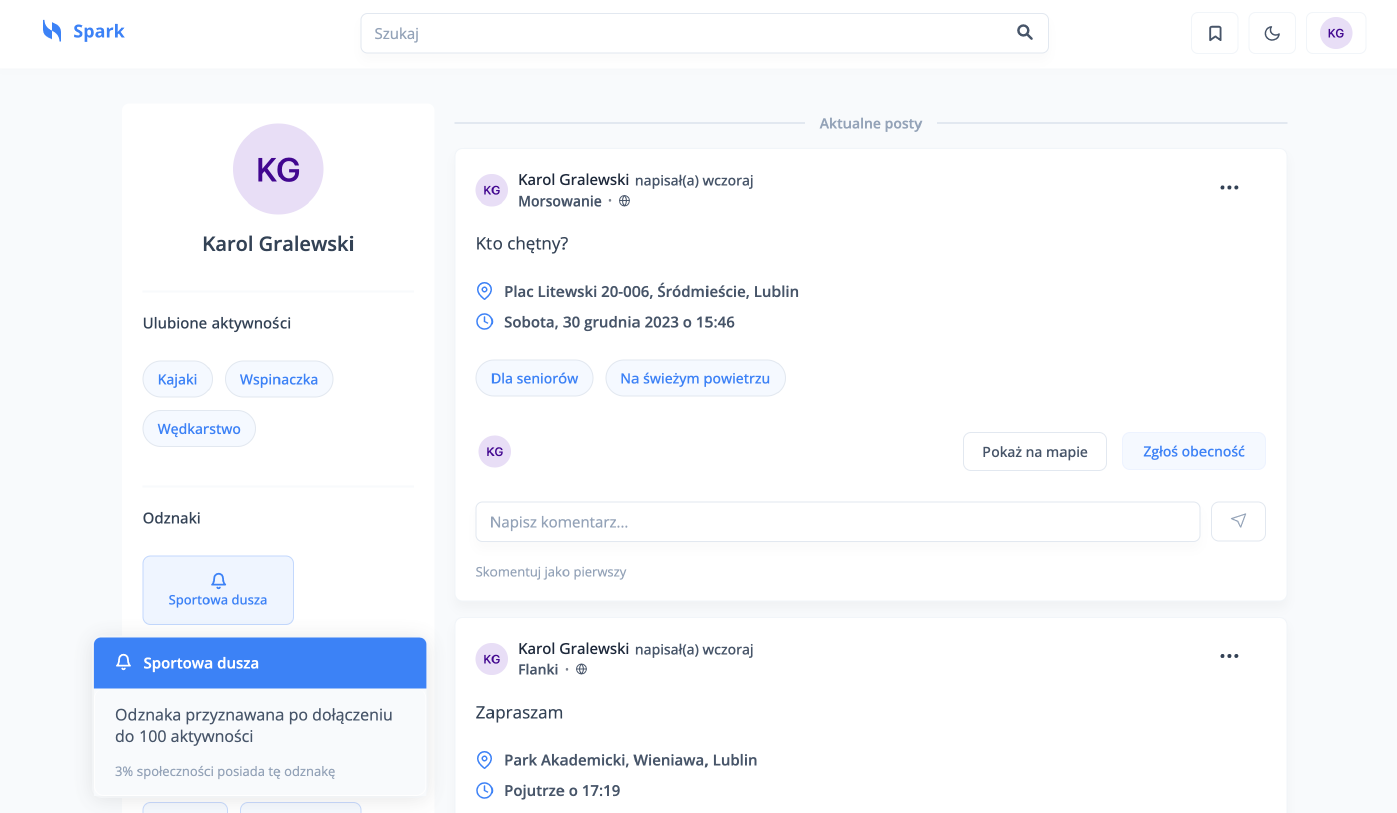 Spark
Szukaj
KG
KG
Karol Gralewski
Ulubione aktywności
Kajaki
Wspinaczka
Wędkarstwo
Odznaki
Sportowa dusza
Sportowa dusza
Odznaka przyznawana po dołączeniu
do 100 aktywności
3% społeczności posiada tę odznakę
Aktualne posty
KG
Karol Gralewski napisał(a) wczoraj
Morsowanie ·
Kto chętny?
Plac Litewski 20-006, Śródmieście, Lublin
Sobota, 30 grudnia 2023 o 15:46
Dla seniorów
Na świeżym powietrzu
KG
Pokaż na mapie
Zgłoś obecność
Napisz komentarz...
Skomentuj jako pierwszy
KG
Karol Gralewski napisał(a) wczoraj
Flanki ·
Zapraszam
Park Akademicki, Wieniawa, Lublin
Pojutrze o 17:19